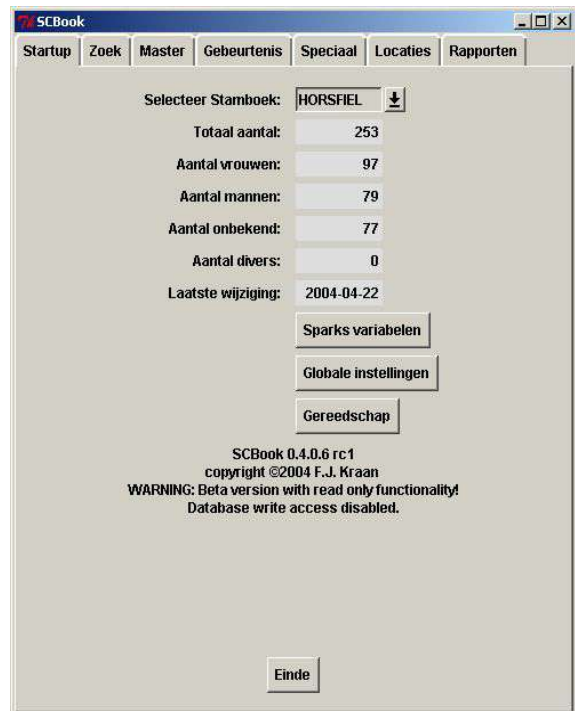 SCBook
Startup Zoek Master Gebeurtenis Speciaal Locaties Rapporten
Selecteer Stamboek: HORSFIEL
Totaal aantal: 253
Aantal vrouwen: 97
Aantal mannen: 79
Aantal onbekend: 77
Aantal divers: 0
Laatste wijziging: 2004-04-22
Sparks variabelen
Globale instellingen
Gereedschap
SCBook 0.4.0.6 rc1
copyright ©2004 F.J. Kraan
WARNING: Beta version with read only functionality!
Database write access disabled.
Einde